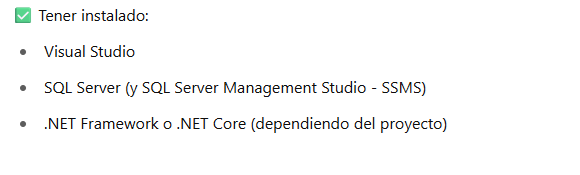 ✅ Tener instalado:
• Visual Studio
• SQL Server (y SQL Server Management Studio - SSMS)
• .NET Framework o .NET Core (dependiendo del proyecto)